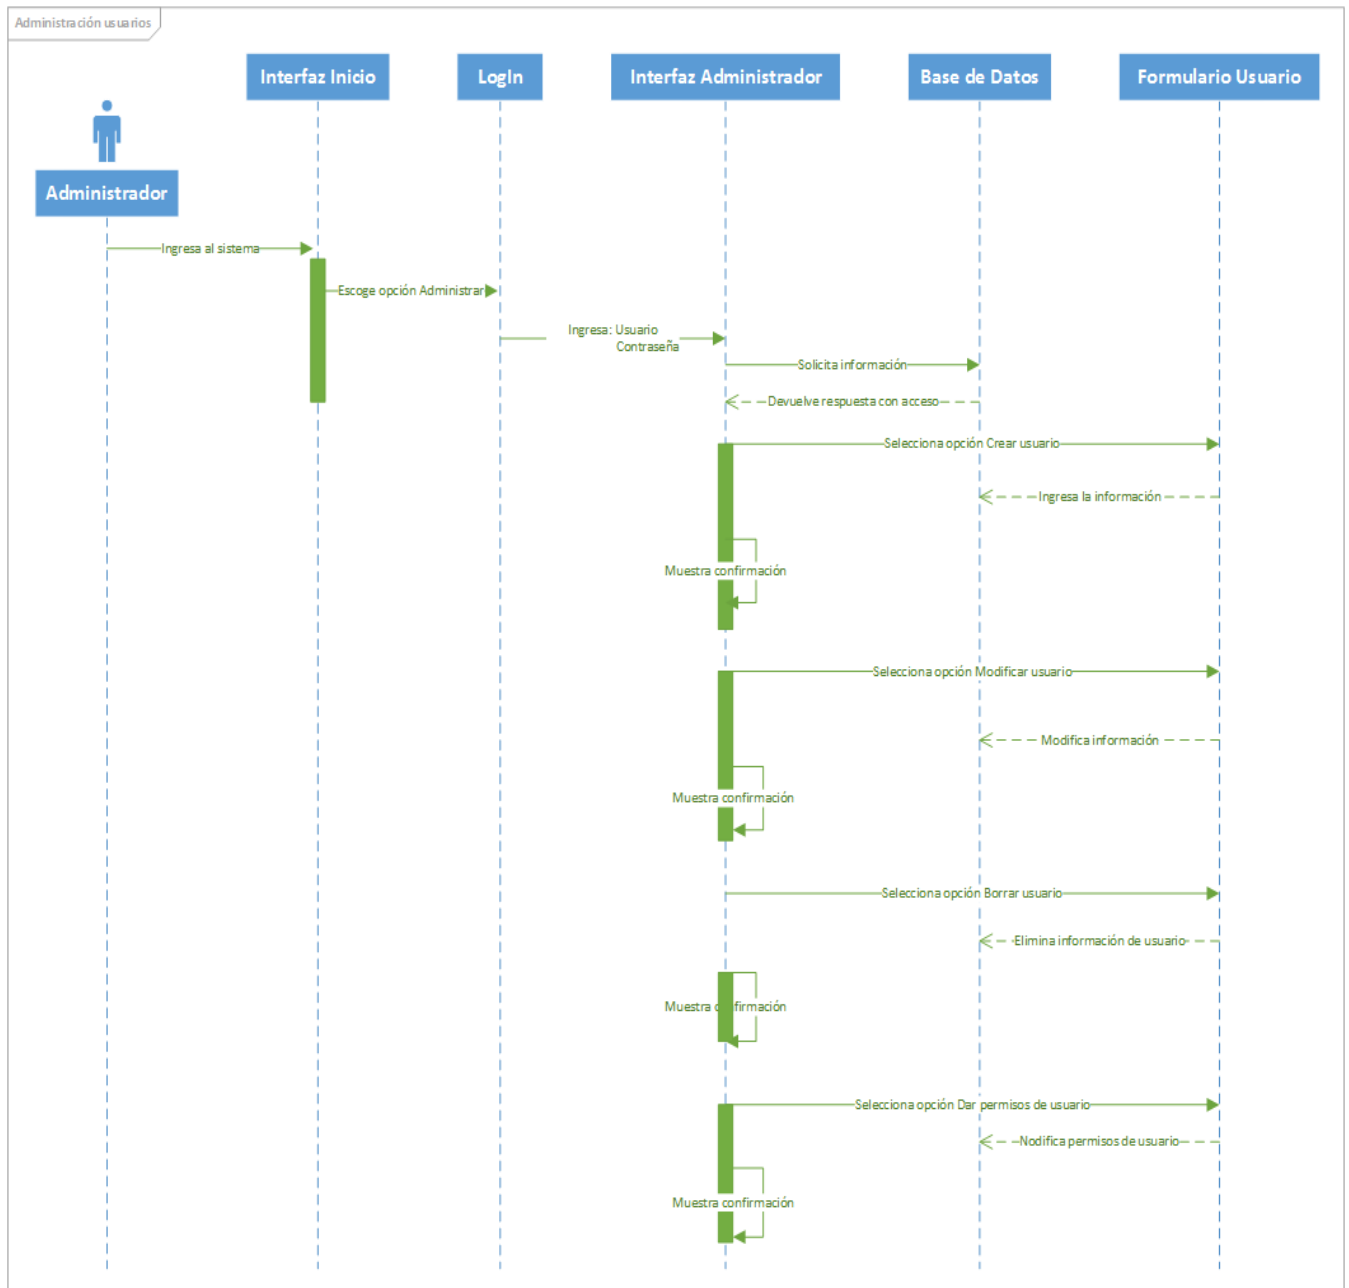 Administración usuarios
Interfaz Inicio
LogIn
Interfaz Administrador
Base de Datos
Formulario Usuario
Administrador
Ingresa al sistema
Escoge opción Administrar
Ingresa: Usuario
Contraseña
Solicita información
Devuelve respuesta con acceso
Selecciona opción Crear usuario
Ingresa la información
Muestra confirmación
Selecciona opción Modificar usuario
Modifica información
Muestra confirmación
Selecciona opción Borrar usuario
Elimina información de usuario
Muestra confirmación
Selecciona opción Dar permisos de usuario
Nodifica permisos de usuario
Muestra confirmación